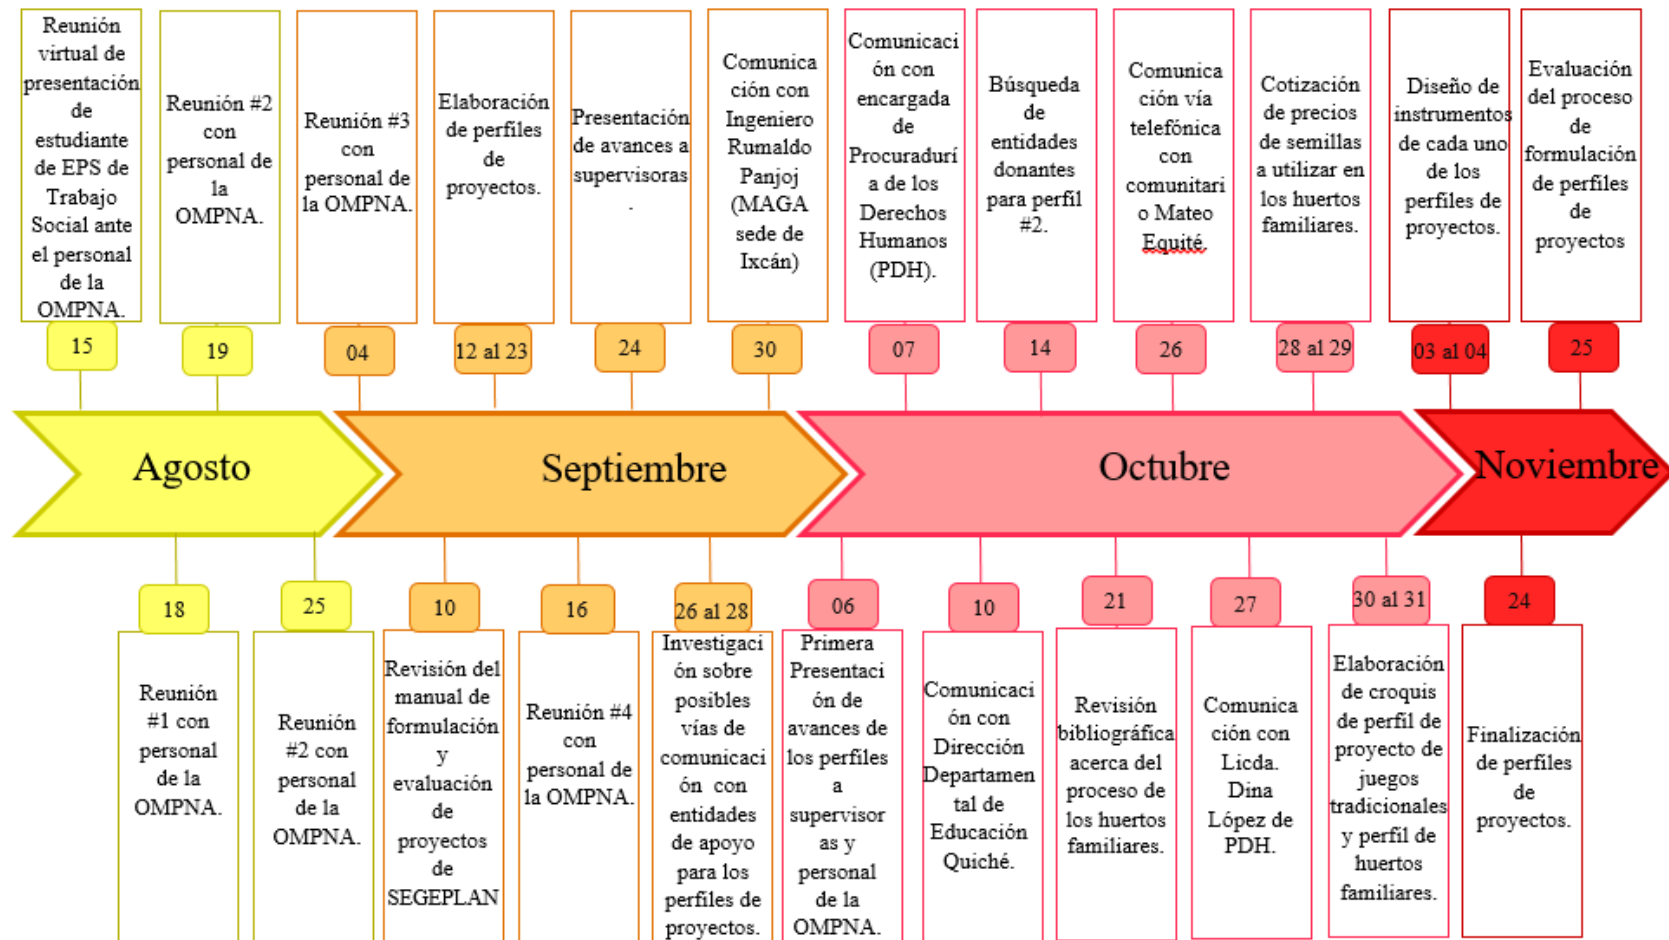 Reunión
virtual de
presentación
de
estudiante
de EPS de
Trabajo
Social ante
el personal
de la
OMPNA.
15
Reunión #2
con
personal de
la
OMPNA.
19
Reunión #3
con
personal de
la OMPNA.
04
Elaboración
de perfiles
de
proyectos.
12 al 23
Presentación
de avances a
supervisoras
.
24
Comunica
ción con
Ingeniero
Rumaldo
Panjoj
(MAGA
sede de
Ixcán)
30
Comunicaci
ón con
encargada
de
Procuradurí
a de los
Derechos
Humanos
(PDH).
07
Búsqueda
de
entidades
donantes
para perfil
#2.
14
Comunica
ción vía
telefónica
con
comunitari
o Mateo
Equité.
26
Cotización
de precios
de semillas
a utilizar en
los huertos
familiares.
28 al 29
Diseño de
instrumentos
de cada uno
de los
perfiles de
proyectos.
03 al 04
Evaluación
del proceso
de
formulación
de perfiles
de
proyectos
25
Agosto
Septiembre
Octubre
Noviembre
18
Reunión
#1 con
personal
de la
OMPNA.
25
Reunión
#2 con
personal
de la
OMPNA.
10
Revisión del
manual de
formulación
y
evaluación
de
proyectos
de
SEGEPLAN
16
Reunión #4
con
personal de
la OMPNA.
26 al 28
Investigaci
ón sobre
posibles
vías de
comunicaci
ón con
entidades
de apoyo
para los
perfiles de
proyectos.
06
Primera
Presentaci
ón de
avances de
los perfiles
a
supervisor
as y
personal
de la
OMPNA.
10
Comunicaci
ón con
Dirección
Departamen
tal de
Educación
Quiché.
21
Revisión
bibliográfica
acerca del
proceso de
los huertos
familiares.
27
Comunica
ción con
Licda.
Dina
López de
PDH.
30 al 31
Elaboración
de croquis
de perfil de
proyecto de
juegos
tradicionales
y perfil de
huertos
familiares.
24
Finalización
de perfiles
de
proyectos.